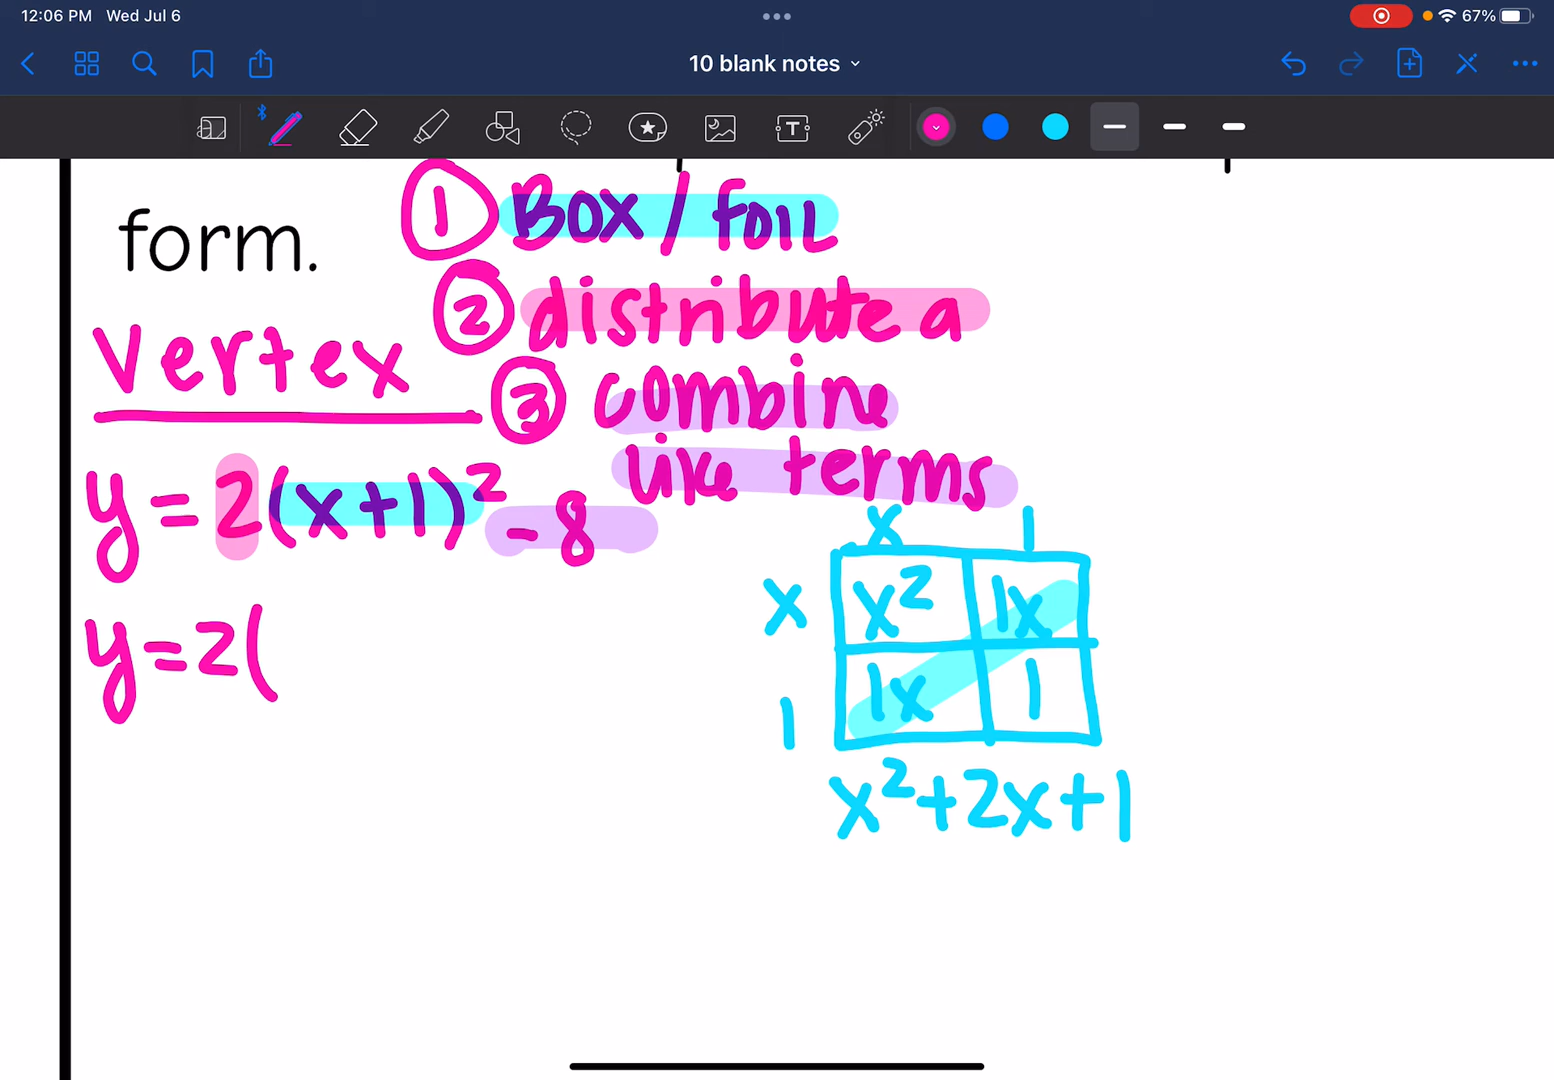 12:06 PM Wed Jul 6
67%
10 blank notes
T
form.
1 Box / foil
2 distribute a
3 combine
like terms
Vertex
y = 2(x+1)² - 8
y=2(
x 1
x x² 1x
1 1x 1
x²+2x+1